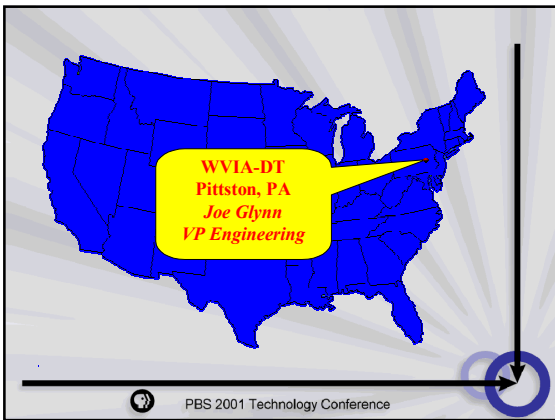 WVIA-DT
Pittston, PA
Joe Glynn
VP Engineering
PBS 2001 Technology Conference